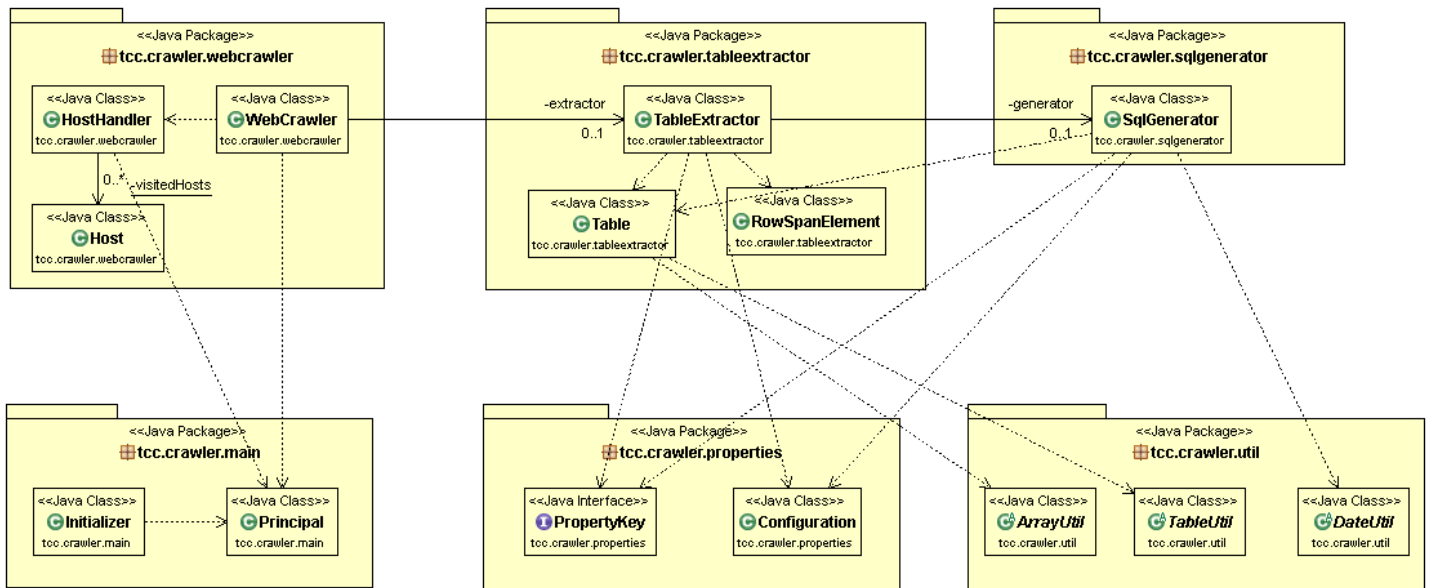 <<Java Package>>
tcc.crawler.webcrawler
<<Java Class>>
HostHandler
tcc.crawler.webcrawler
<<Java Class>>
WebCrawler
tcc.crawler.webcrawler
0..*
-visitedHosts
<<Java Class>>
Host
tcc.crawler.webcrawler
<<Java Package>>
tcc.crawler.tableextractor
-extractor
0..1
<<Java Class>>
TableExtractor
tcc.crawler.tableextractor
<<Java Class>>
Table
tcc.crawler.tableextractor
<<Java Class>>
RowSpanElement
tcc.crawler.tableextractor
<<Java Package>>
tcc.crawler.sqlgenerator
-generator
0..1
<<Java Class>>
SqlGenerator
tcc.crawler.sqlgenerator
<<Java Package>>
tcc.crawler.main
<<Java Class>>
Initializer
tcc.crawler.main
<<Java Class>>
Principal
tcc.crawler.main
<<Java Package>>
tcc.crawler.properties
<<Java Interface>>
PropertyKey
tcc.crawler.properties
<<Java Class>>
Configuration
tcc.crawler.properties
<<Java Package>>
tcc.crawler.util
<<Java Class>>
ArrayUtil
tcc.crawler.util
<<Java Class>>
TableUtil
tcc.crawler.util
<<Java Class>>
DateUtil
tcc.crawler.util